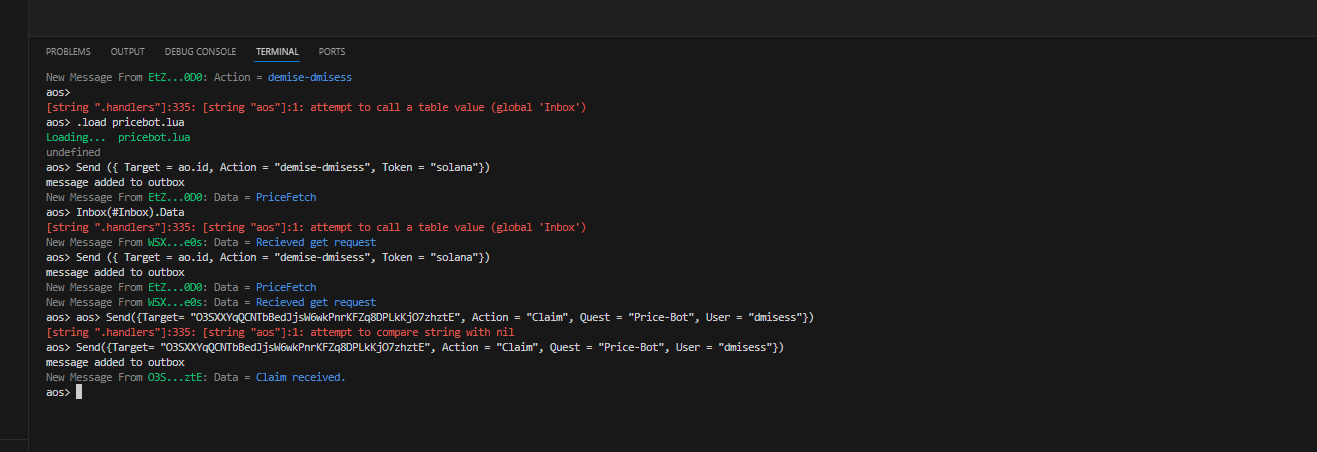 PROBLEMS OUTPUT DEBUG CONSOLE TERMINAL PORTS
New Message From EtZ...0D0: Action = demise-dmisess
aos>
[string ".handlers"]:335: [string "aos"]:1: attempt to call a table value (global 'Inbox')
aos> .load pricebot.lua
Loading... pricebot.lua
undefined
aos> Send ({ Target = ao.id, Action = "demise-dmisess", Token = "solana"})
message added to outbox
New Message From EtZ...0D0: Data = PriceFetch
aos> Inbox(#Inbox).Data
[string ".handlers"]:335: [string "aos"]:1: attempt to call a table value (global 'Inbox')
New Message From WSX...e0s: Data = Recieved get request
aos> Send ({ Target = ao.id, Action = "demise-dmisess", Token = "solana"})
message added to outbox
New Message From EtZ...0D0: Data = PriceFetch
New Message From WSX...e0s: Data = Recieved get request
aos> aos> Send({Target= "O3SXXYqQCNTbBedJjsW6wkPnrKFZq8DPLkKjO7zhztE", Action = "Claim", Quest = "Price-Bot", User = "dmisess"})
[string ".handlers"]:335: [string "aos"]:1: attempt to compare string with nil
aos> Send({Target= "O3SXXYqQCNTbBedJjsW6wkPnrKFZq8DPLkKjO7zhztE", Action = "Claim", Quest = "Price-Bot", User = "dmisess"})
message added to outbox
New Message From O3S...ztE: Data = Claim received.
aos>